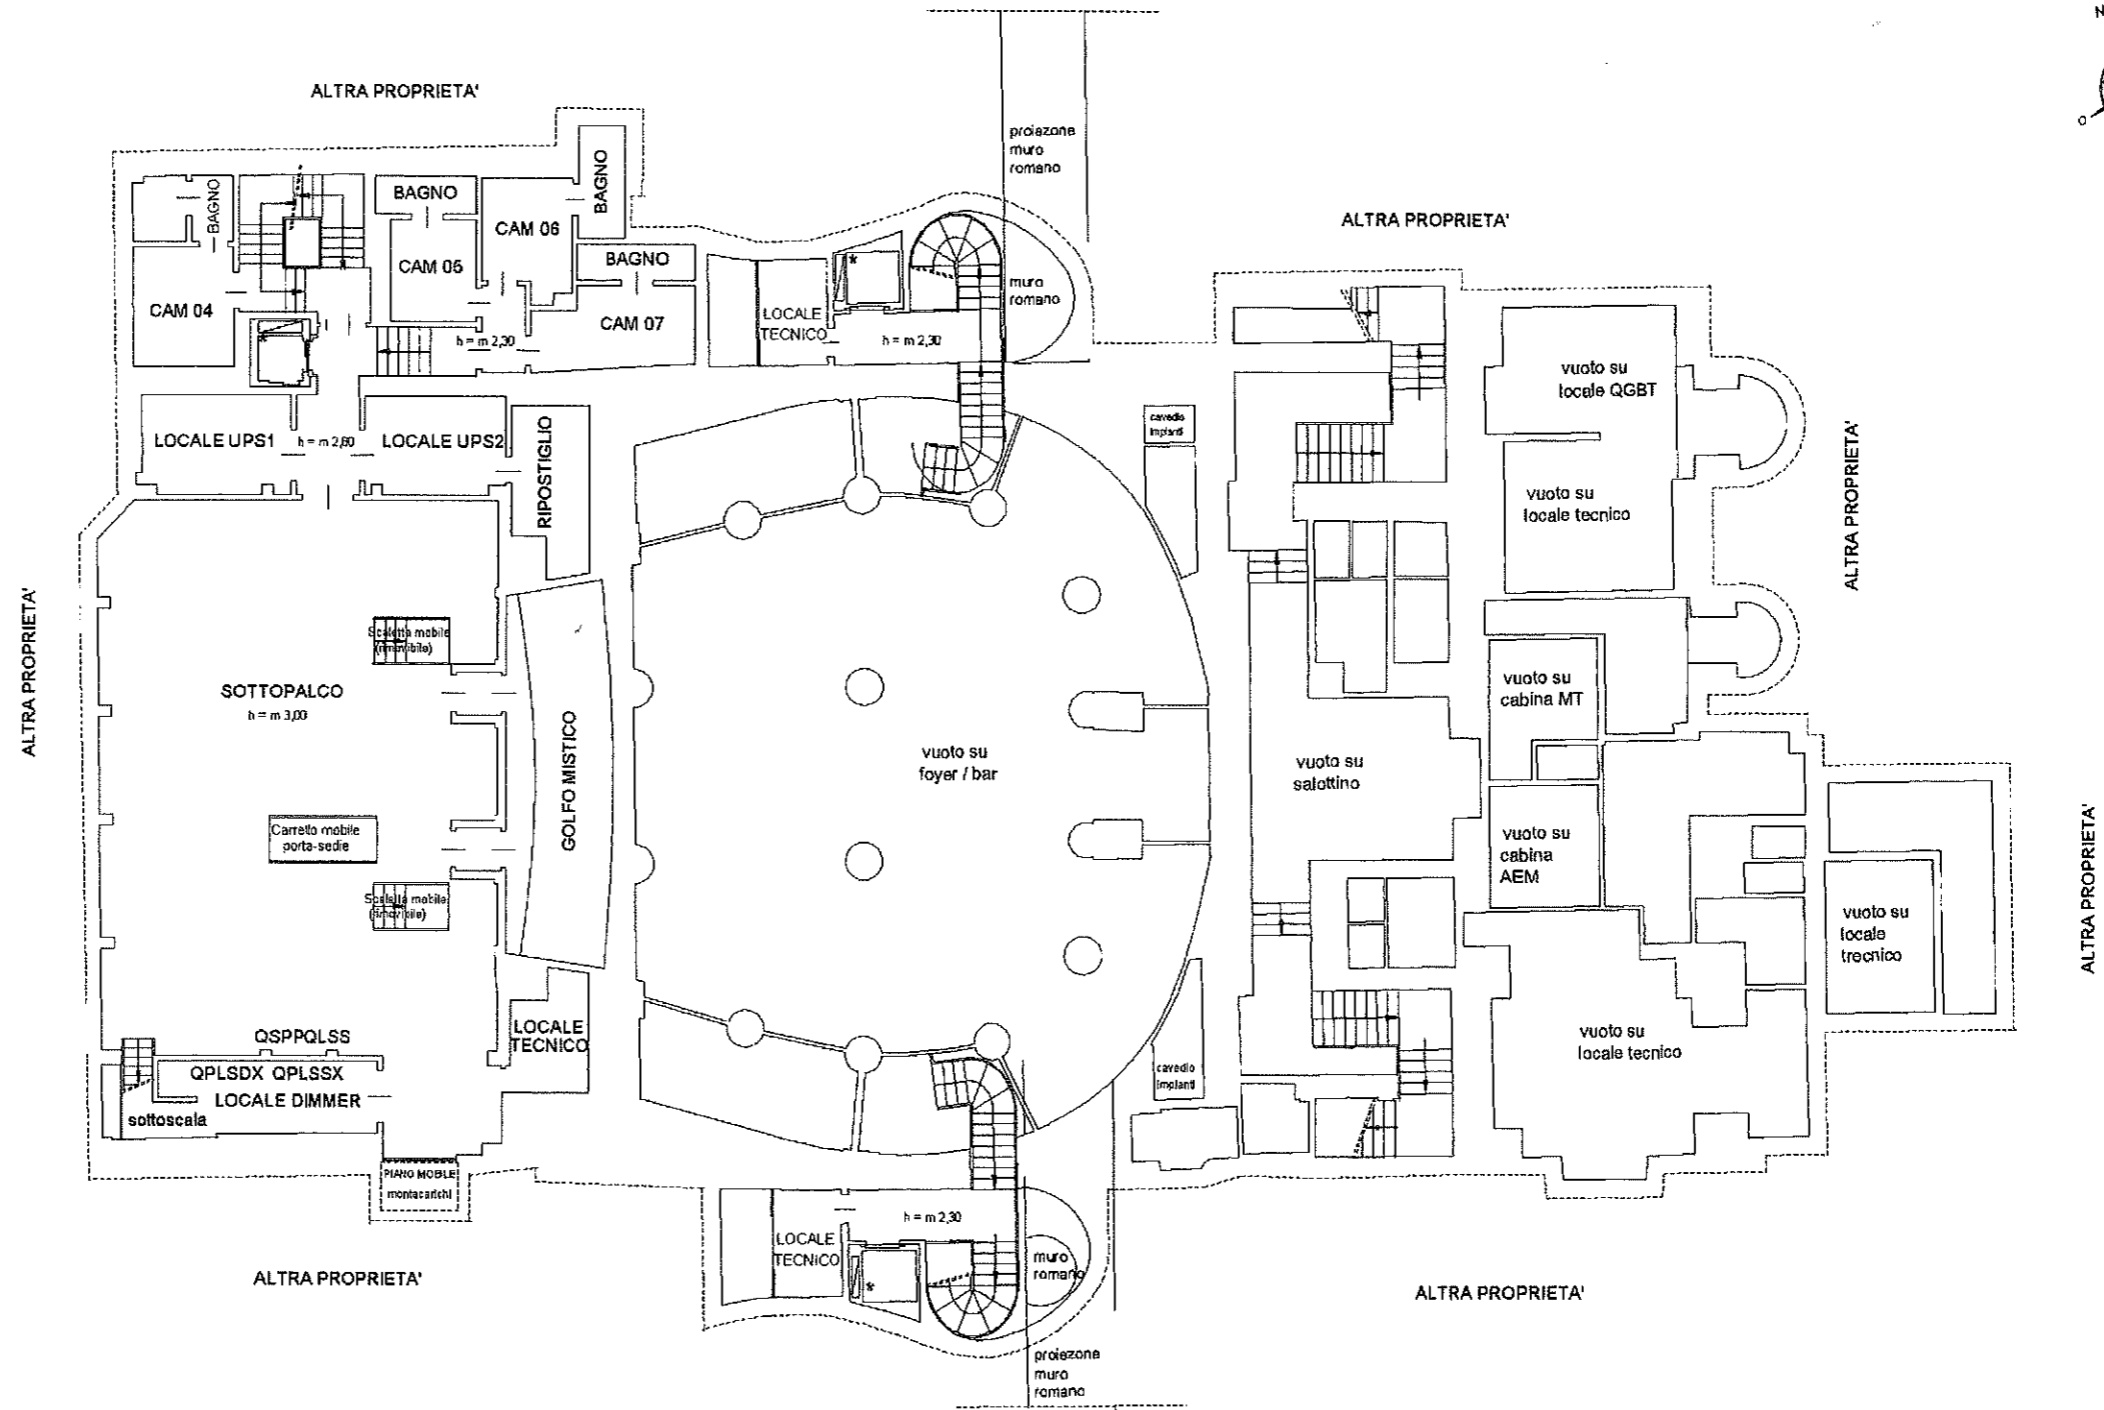 N
O
ALTRA PROPRIETA'
proiezone
muro
romano
BAGNO
BAGNO
BAGNO
CAM 06
ALTRA PROPRIETA'
CAM 05
BAGNO
muro
romano
CAM 04
CAM 07
LOCALE
TECNICO
h = m 2,30
h = m 2,30
vuoto su
locale QGBT
cavedio
impianti
LOCALE UPS1
h = m 2,60
LOCALE UPS2
RIPOSTIGLIO
vuoto su
locale tecnico
ALTRA PROPRIETA'
ALTRA PROPRIETA'
Scaletta mobile
(rimovibile)
SOTTOPALCO
h = m 3,00
vuoto su
cabina MT
GOLFO MISTICO
vuoto su
foyer / bar
vuoto su
salottino
Carretto mobile
porta-sedie
vuoto su
cabina
AEM
ALTRA PROPRIETA'
Scaletta mobile
(rimovibile)
vuoto su
locale
trecnico
QSPPQLSS
LOCALE
TECNICO
vuoto su
locale tecnico
QPLSDX QPLSSX
LOCALE DIMMER
cavedio
impianti
sottoscala
PIANO MOBILE
montacarichi
h = m 2,30
LOCALE
TECNICO
muro
romano
ALTRA PROPRIETA'
ALTRA PROPRIETA'
proiezone
muro
romano